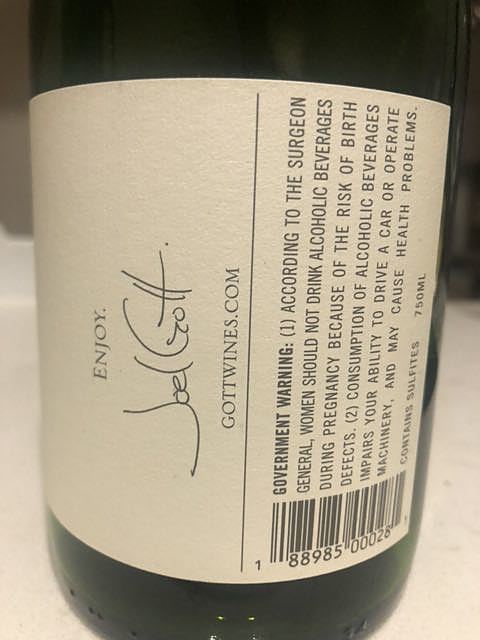 ENJOY.
Joel Gott.
GOTTWINES.COM
GOVERNMENT WARNING: (1) ACCORDING TO THE SURGEON
GENERAL, WOMEN SHOULD NOT DRINK ALCOHOLIC BEVERAGES
DURING PREGNANCY BECAUSE OF THE RISK OF BIRTH
DEFECTS. (2) CONSUMPTION OF ALCOHOLIC BEVERAGES
IMPAIRS YOUR ABILITY TO DRIVE A CAR OR OPERATE
MACHINERY, AND MAY CAUSE HEALTH PROBLEMS.
CONTAINS SULFITES 750ML
1 88985 00028 1